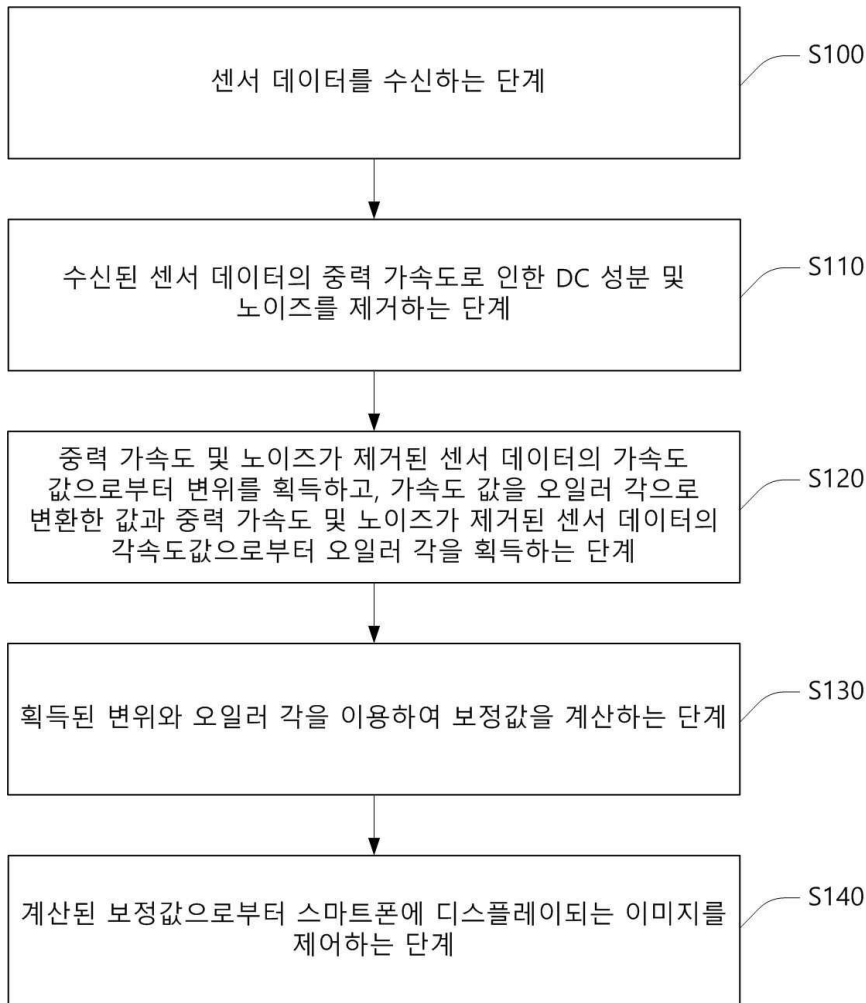 센서 데이터를 수신하는 단계
S100
수신된 센서 데이터의 중력 가속도로 인한 DC 성분 및
노이즈를 제거하는 단계
S110
중력 가속도 및 노이즈가 제거된 센서 데이터의 가속도
값으로부터 변위를 획득하고, 가속도 값을 오일러 각으로
변환한 값과 중력 가속도 및 노이즈가 제거된 센서 데이터의
각속도값으로부터 오일러 각을 획득하는 단계
S120
획득된 변위와 오일러 각을 이용하여 보정값을 계산하는 단계
S130
계산된 보정값으로부터 스마트폰에 디스플레이되는 이미지를
제어하는 단계
S140